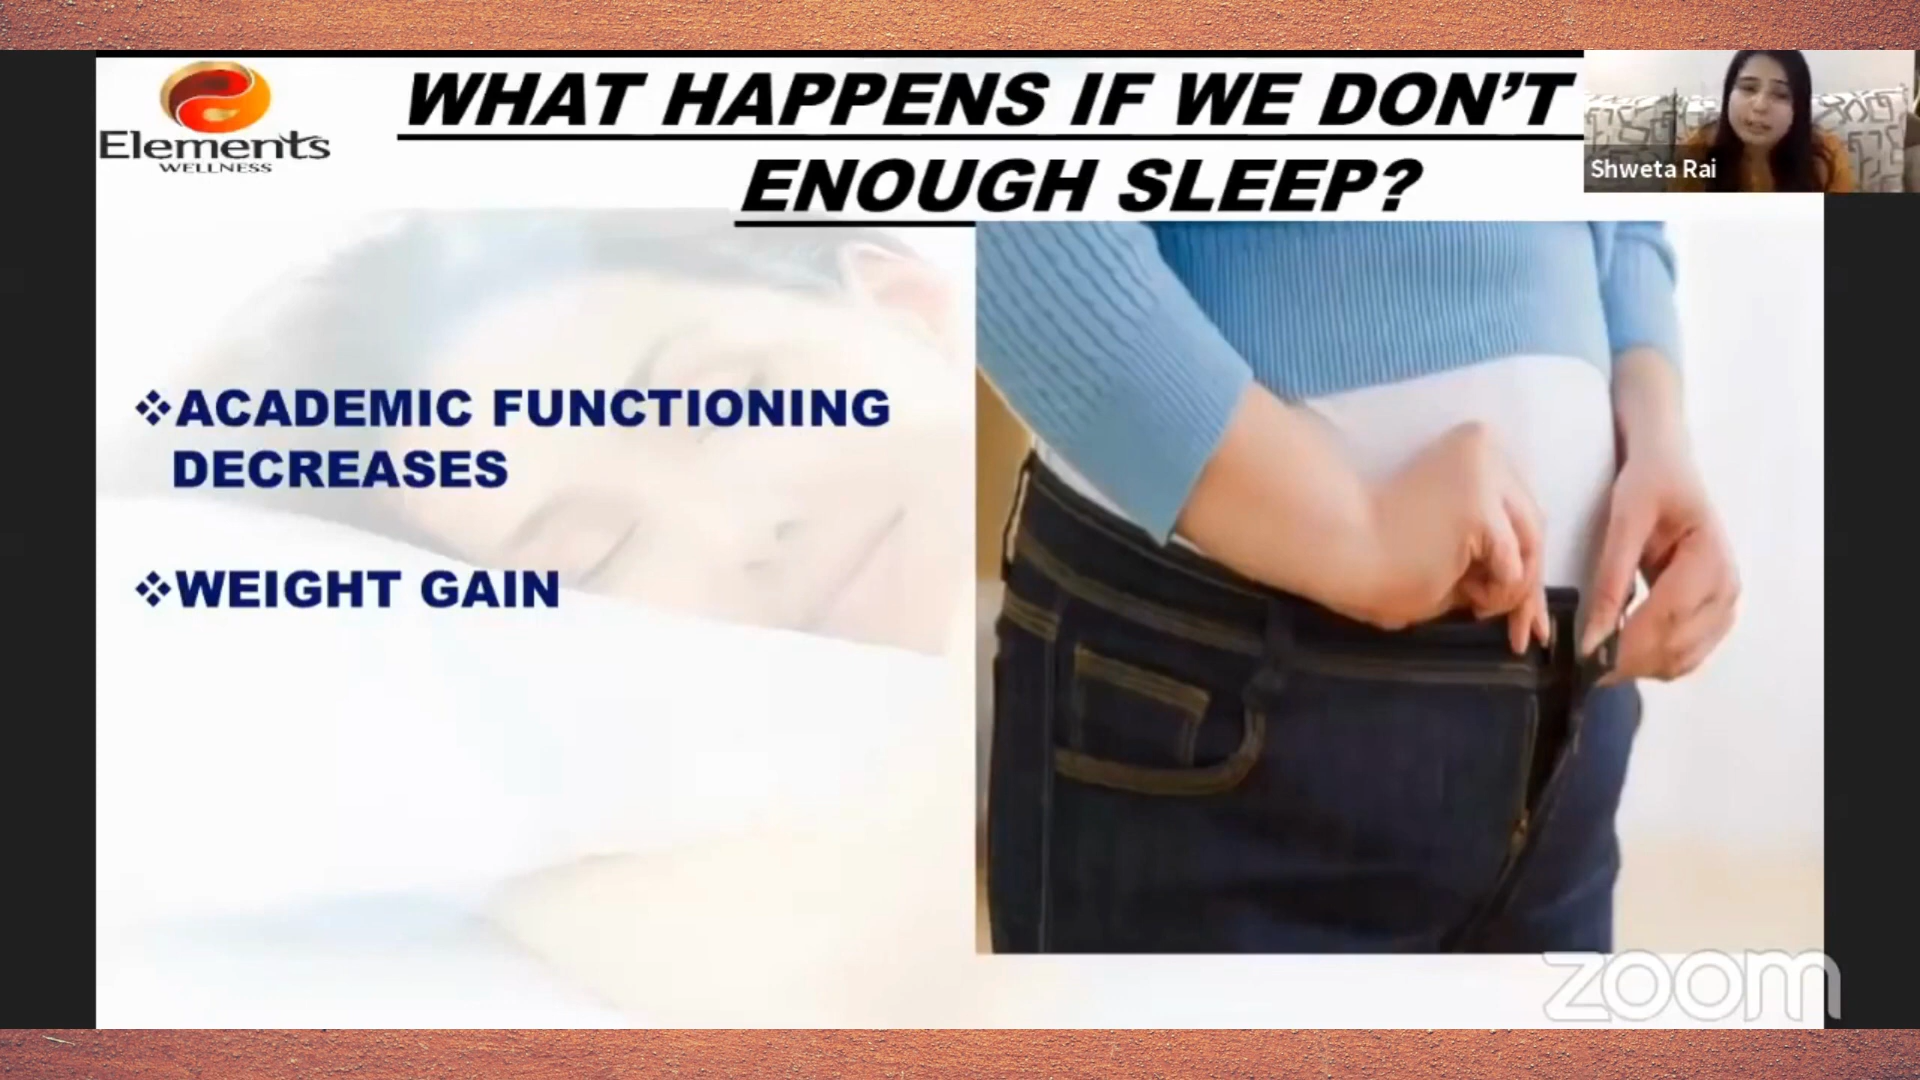 Elements
WELLNESS
WHAT HAPPENS IF WE DON'T
ENOUGH SLEEP?
Shweta Rai
❖ACADEMIC FUNCTIONING
DECREASES
❖WEIGHT GAIN
zoom